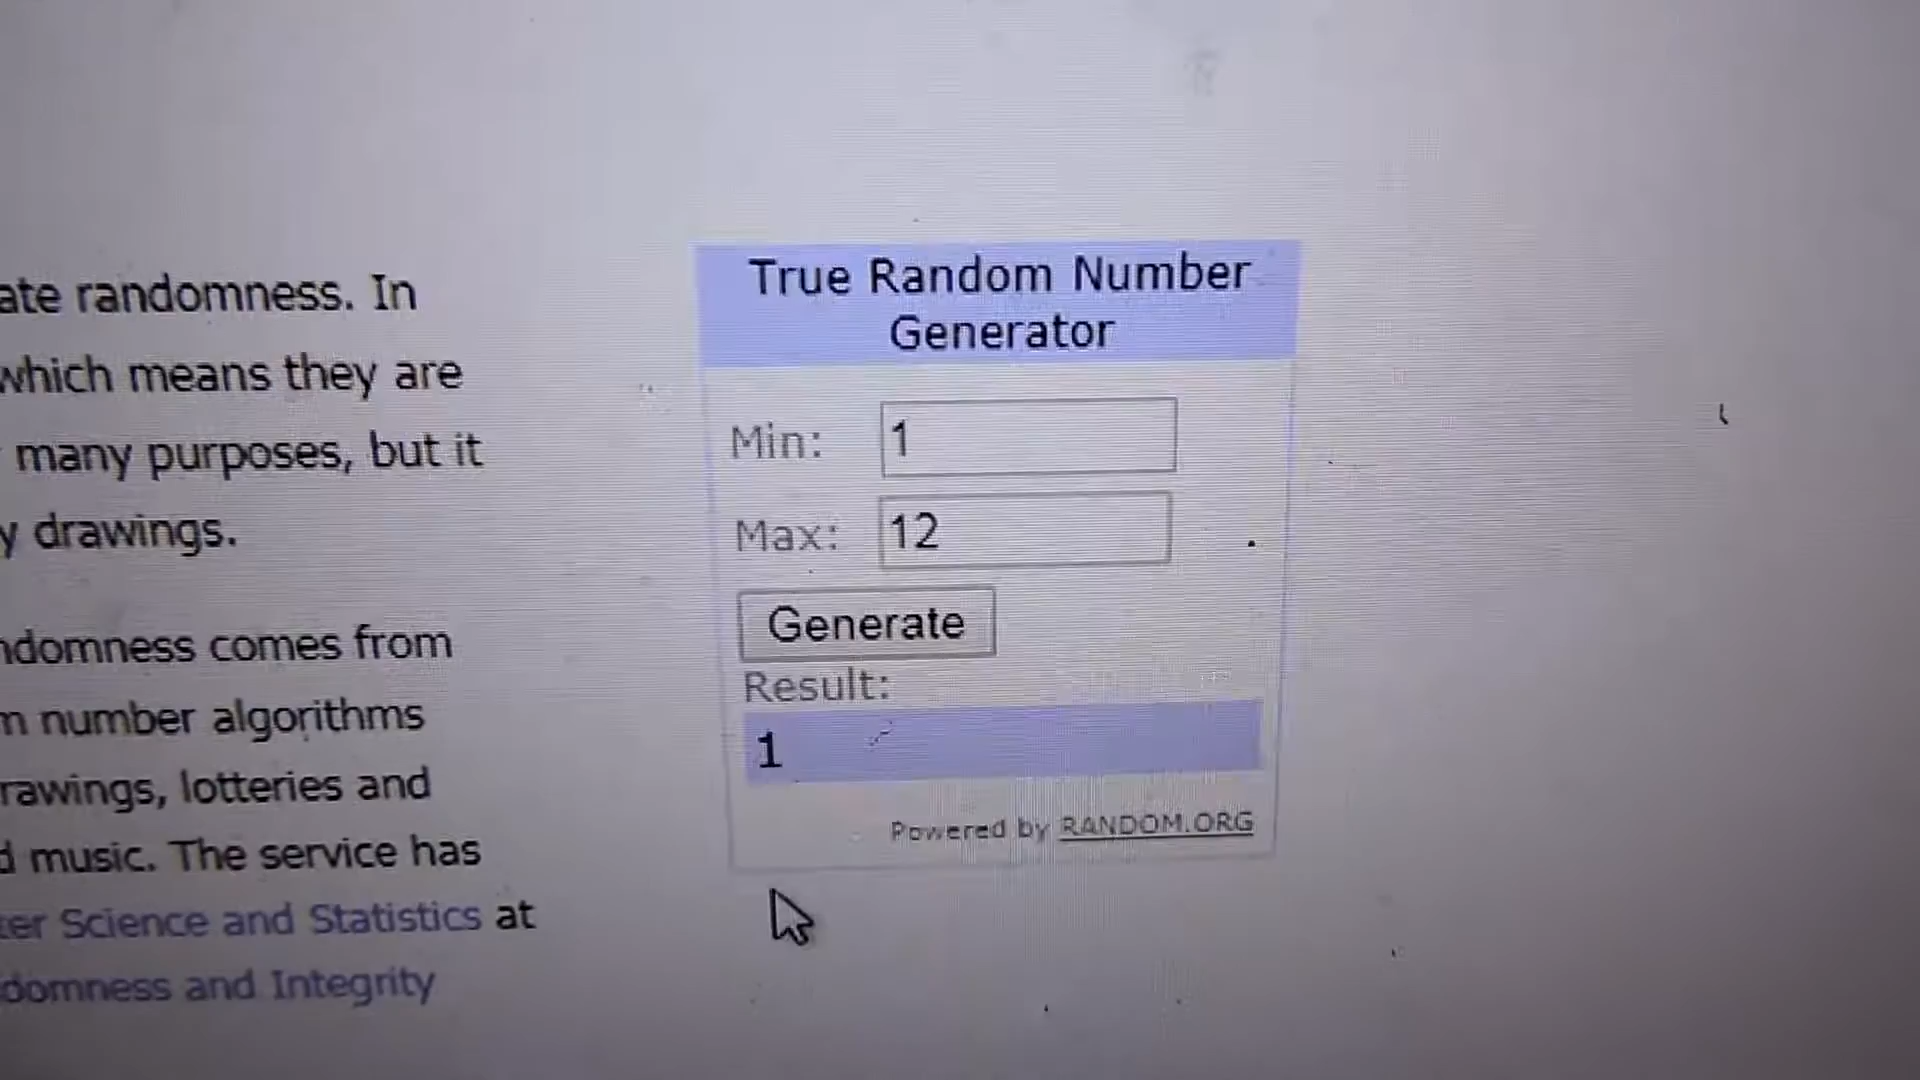 ate randomness. In
which means they are
many purposes, but it
y drawings.
ndomness comes from
m number algorithms
rawings, lotteries and
d music. The service has
ter Science and Statistics at
domness and Integrity
True Random Number
Generator
Min: 1
Max: 12
Generate
Result:
1
Powered by RANDOM.ORG